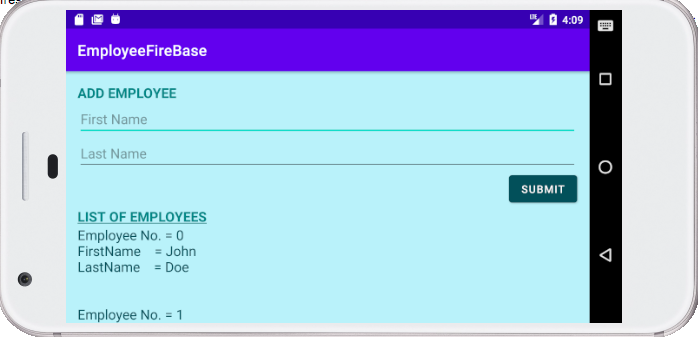 LTE 4:09
EmployeeFireBase
ADD EMPLOYEE
First Name
Last Name
SUBMIT
LIST OF EMPLOYEES
Employee No. = 0
FirstName = John
LastName = Doe
Employee No. = 1